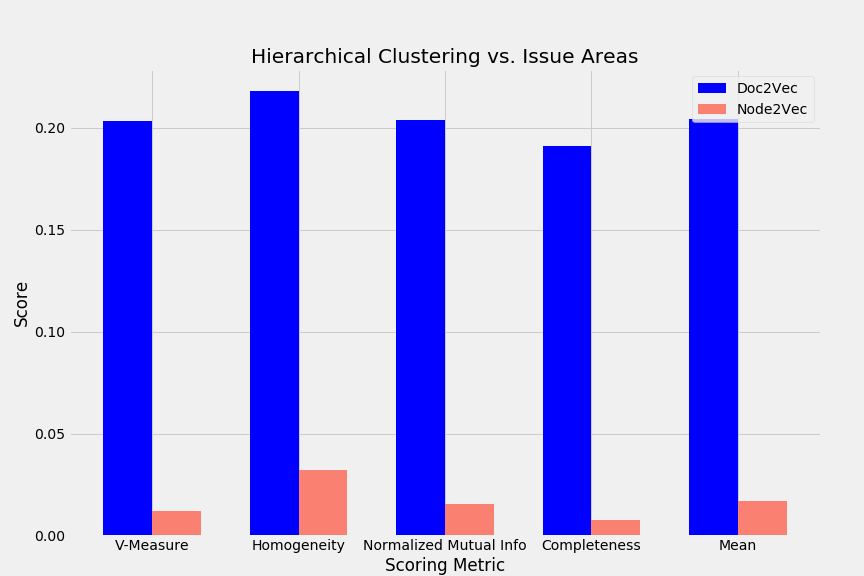 Hierarchical Clustering vs. Issue Areas
Doc2Vec
Node2Vec
0.20
0.15
0.10
0.05
0.00
Score
V-Measure Homogeneity Normalized Mutual Info Completeness Mean
Scoring Metric